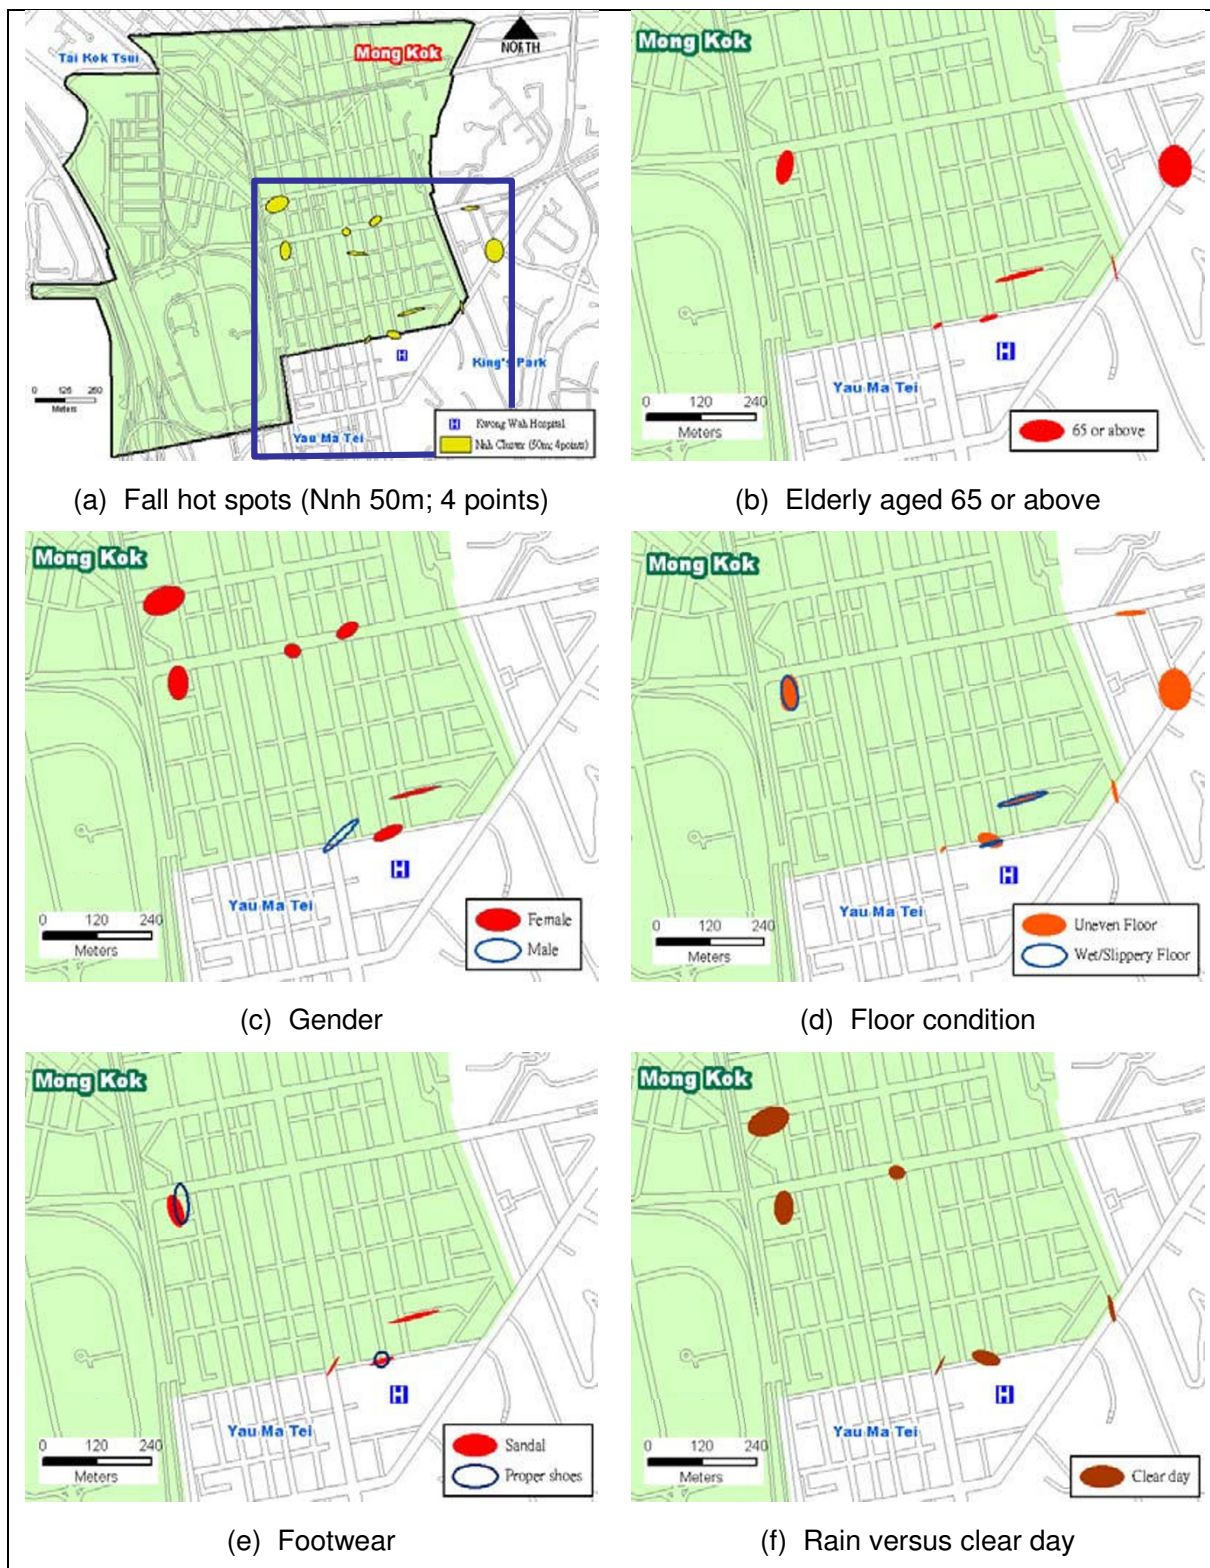 Tai Kok Tsui
Mong Kok
NORTH
King's Park
0 125 250
Meters
Yau Ma Tei
H Kwong Wah Hospital
Nnh Cluster (50m; 4points)
H
(a) Fall hot spots (Nnh 50m; 4 points)
Mong Kok
H
Yau Ma Tei
0 120 240
Meters
65 or above
(b) Elderly aged 65 or above
Mong Kok
H
Yau Ma Tei
0 120 240
Meters
Female
Male
(c) Gender
Mong Kok
H
Yau Ma Tei
0 120 240
Meters
Uneven Floor
Wet/Slippery Floor
(d) Floor condition
Mong Kok
H
Yau Ma Tei
0 120 240
Meters
Sandal
Proper shoes
(e) Footwear
Mong Kok
H
Yau Ma Tei
0 120 240
Meters
Clear day
(f) Rain versus clear day